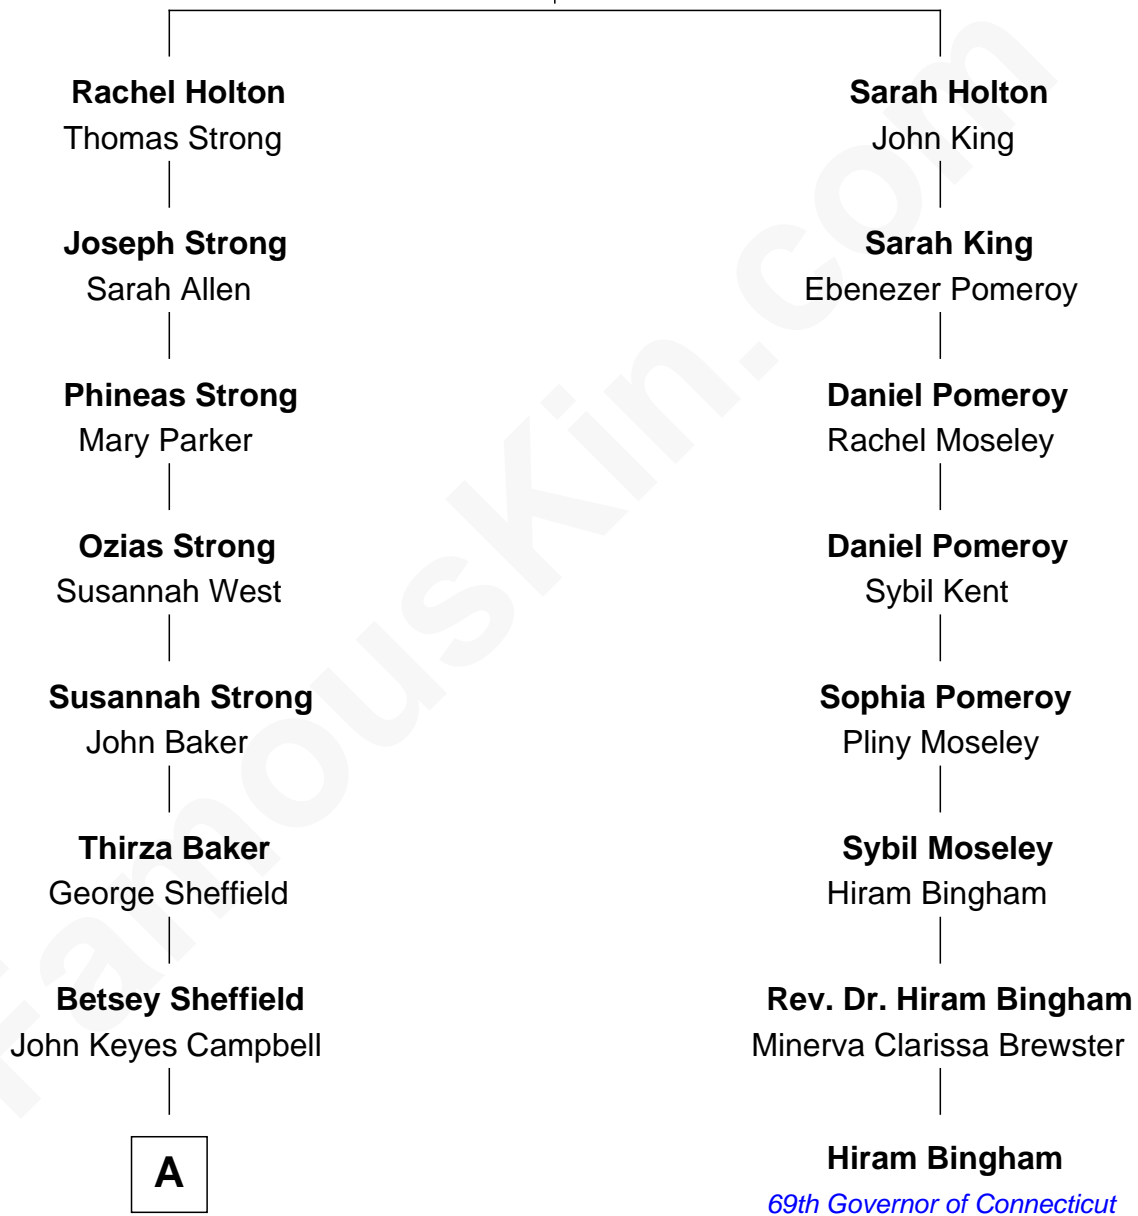 Rachel Holton
Thomas Strong
Sarah Holton
John King
Joseph Strong
Sarah Allen
Sarah King
Ebenezer Pomeroy
Phineas Strong
Mary Parker
Daniel Pomeroy
Rachel Moseley
Ozias Strong
Susannah West
Daniel Pomeroy
Sybil Kent
Susannah Strong
John Baker
Sophia Pomeroy
Pliny Moseley
Thirza Baker
George Sheffield
Sybil Moseley
Hiram Bingham
Betsey Sheffield
John Keyes Campbell
Rev. Dr. Hiram Bingham
Minerva Clarissa Brewster
A
Hiram Bingham
69th Governor of Connecticut
FamousKin.com